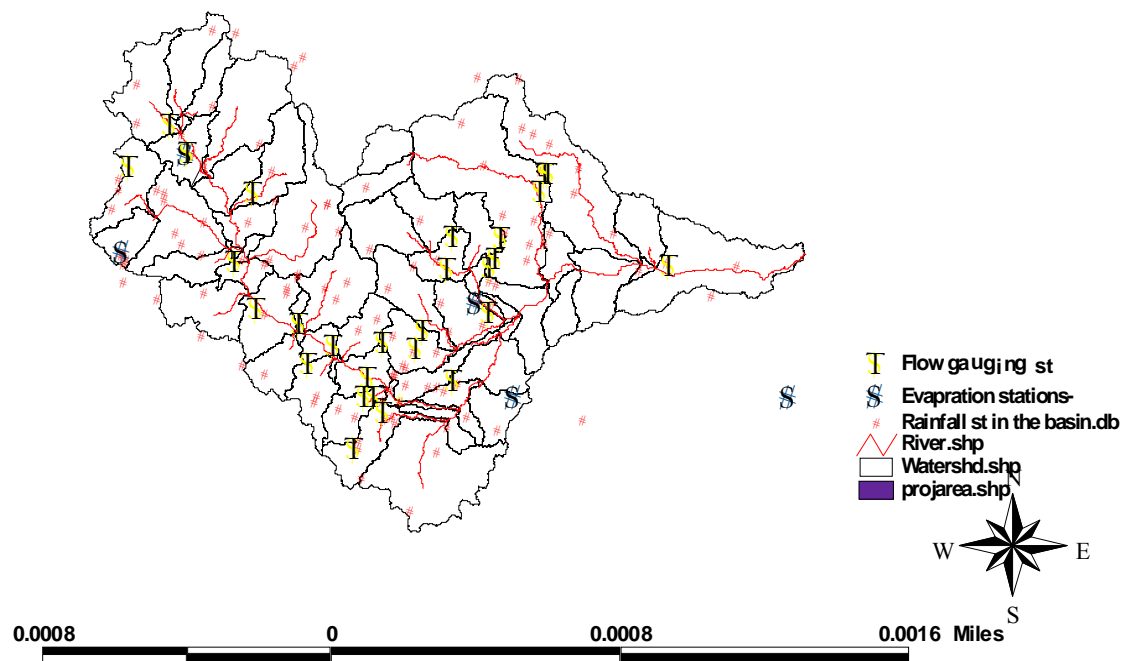 Flow gauging st
Evapration stations-
Rainfall st in the basin.db
River.shp
Watershd.shp
projarea.shp
N
W E
S
0.0008 0 0.0008 0.0016 Miles